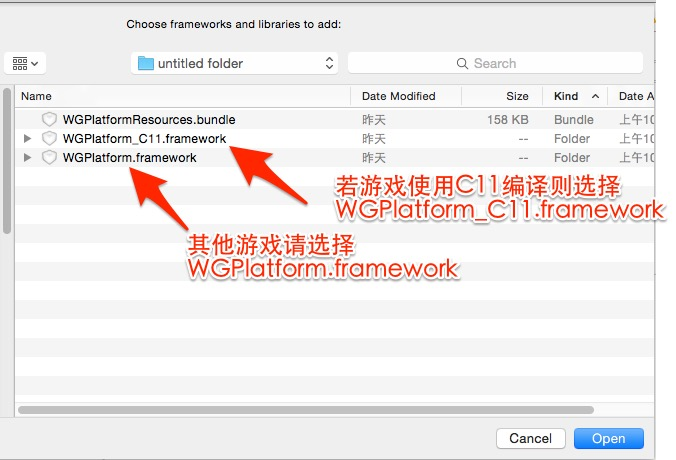 Choose frameworks and libraries to add:
untitled folder
Search
Name Date Modified Size Kind Date A
WGPlatformResources.bundle 昨天 158 KB Bundle 上午10
WGPlatform_C11.framework 昨天 -- Folder 上午10
WGPlatform.framework 昨天 -- Folder 上午10
若游戏使用C11编译则选择
WGPlatform_C11.framework
其他游戏请选择
WGPlatform.framework
Cancel Open